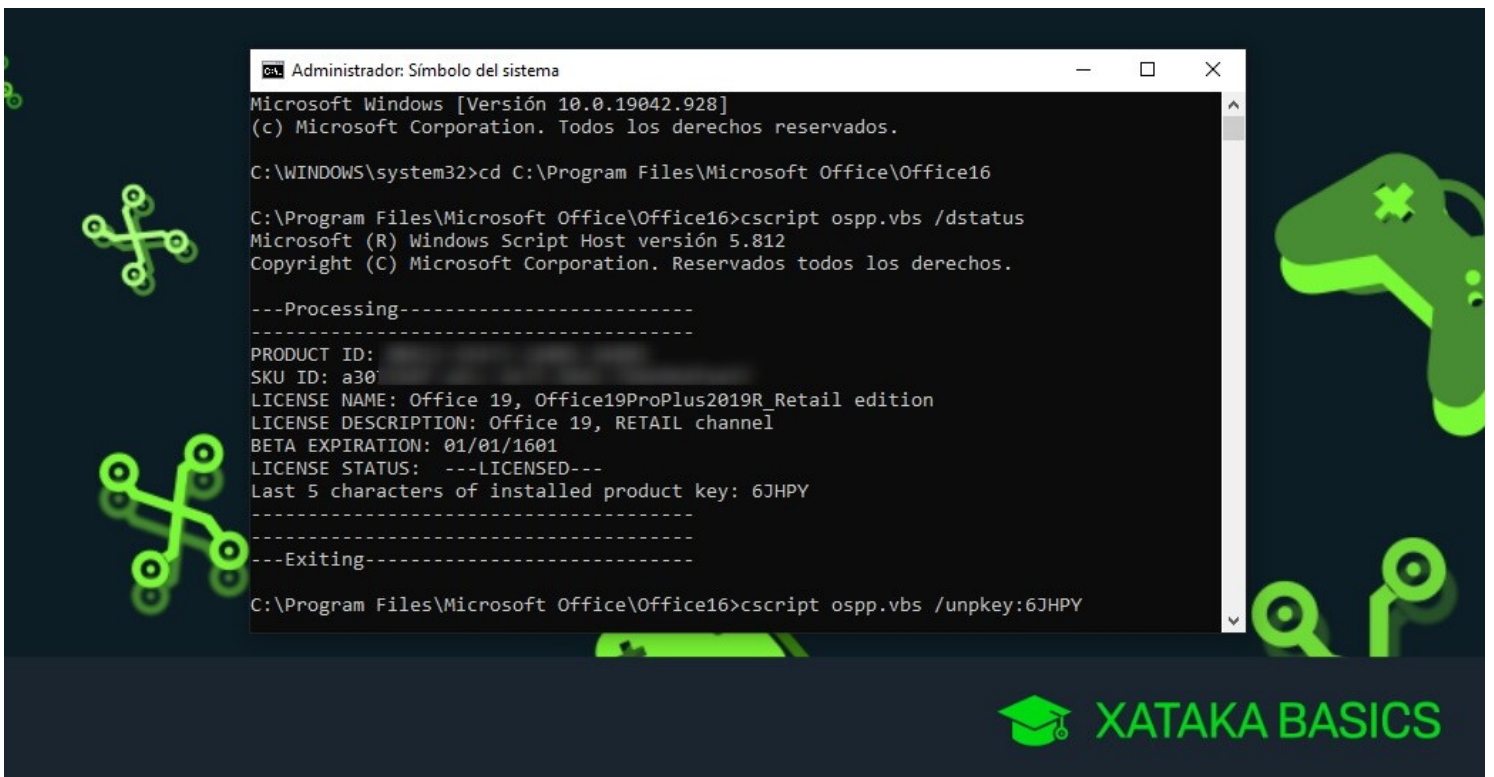 Administrador: Símbolo del sistema
Microsoft Windows [Versión 10.0.19042.928]
(c) Microsoft Corporation. Todos los derechos reservados.
C:\WINDOWS\system32>cd C:\Program Files\Microsoft Office\Office16
C:\Program Files\Microsoft Office\Office16>cscript ospp.vbs /dstatus
Microsoft (R) Windows Script Host versión 5.812
Copyright (C) Microsoft Corporation. Reservados todos los derechos.
---Processing--------------------------
---------------------------------------
PRODUCT ID:
SKU ID: a30
LICENSE NAME: Office 19, Office19ProPlus2019R_Retail edition
LICENSE DESCRIPTION: Office 19, RETAIL channel
BETA EXPIRATION: 01/01/1601
LICENSE STATUS:  ---LICENSED---
Last 5 characters of installed product key: 6JHPY
---------------------------------------
---------------------------------------
---Exiting-----------------------------
C:\Program Files\Microsoft Office\Office16>cscript ospp.vbs /unpkey:6JHPY
XATAKA BASICS